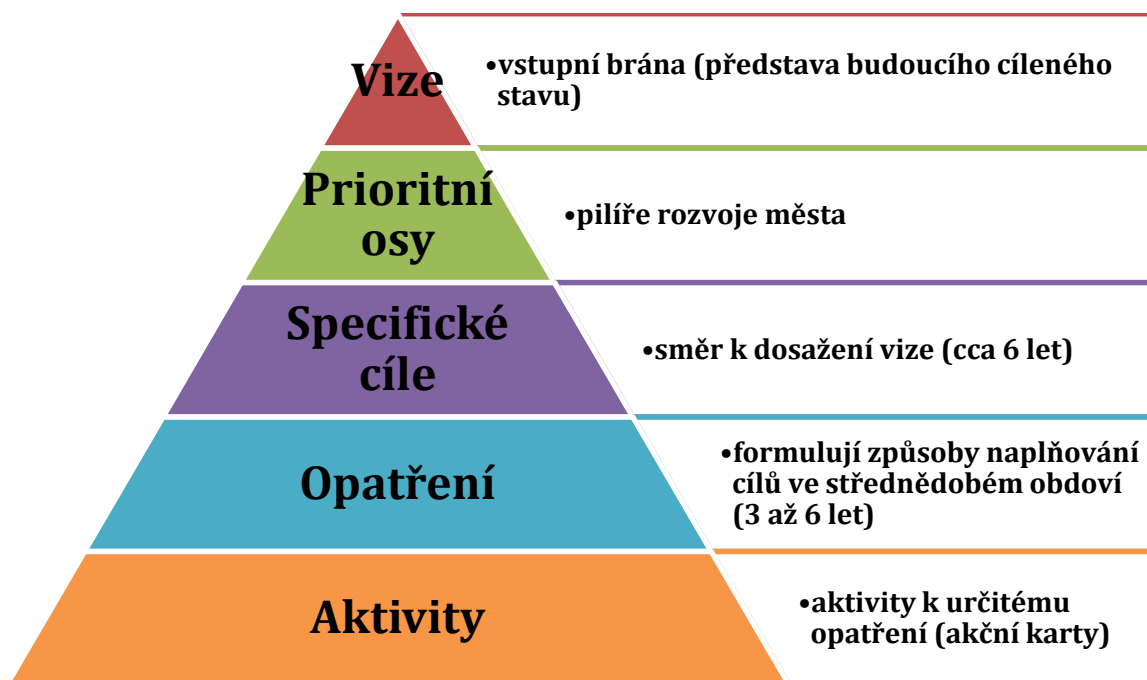 Vize
•vstupní brána (představa budoucího cíleného
stavu)
Prioritní
osy
•pilíře rozvoje města
Specifické
cíle
•směr k dosažení vize (cca 6 let)
Opatření
•formulují způsoby naplňování
cílů ve střednědobém obdoví
(3 až 6 let)
Aktivity
•aktivity k určitému
opatření (akční karty)